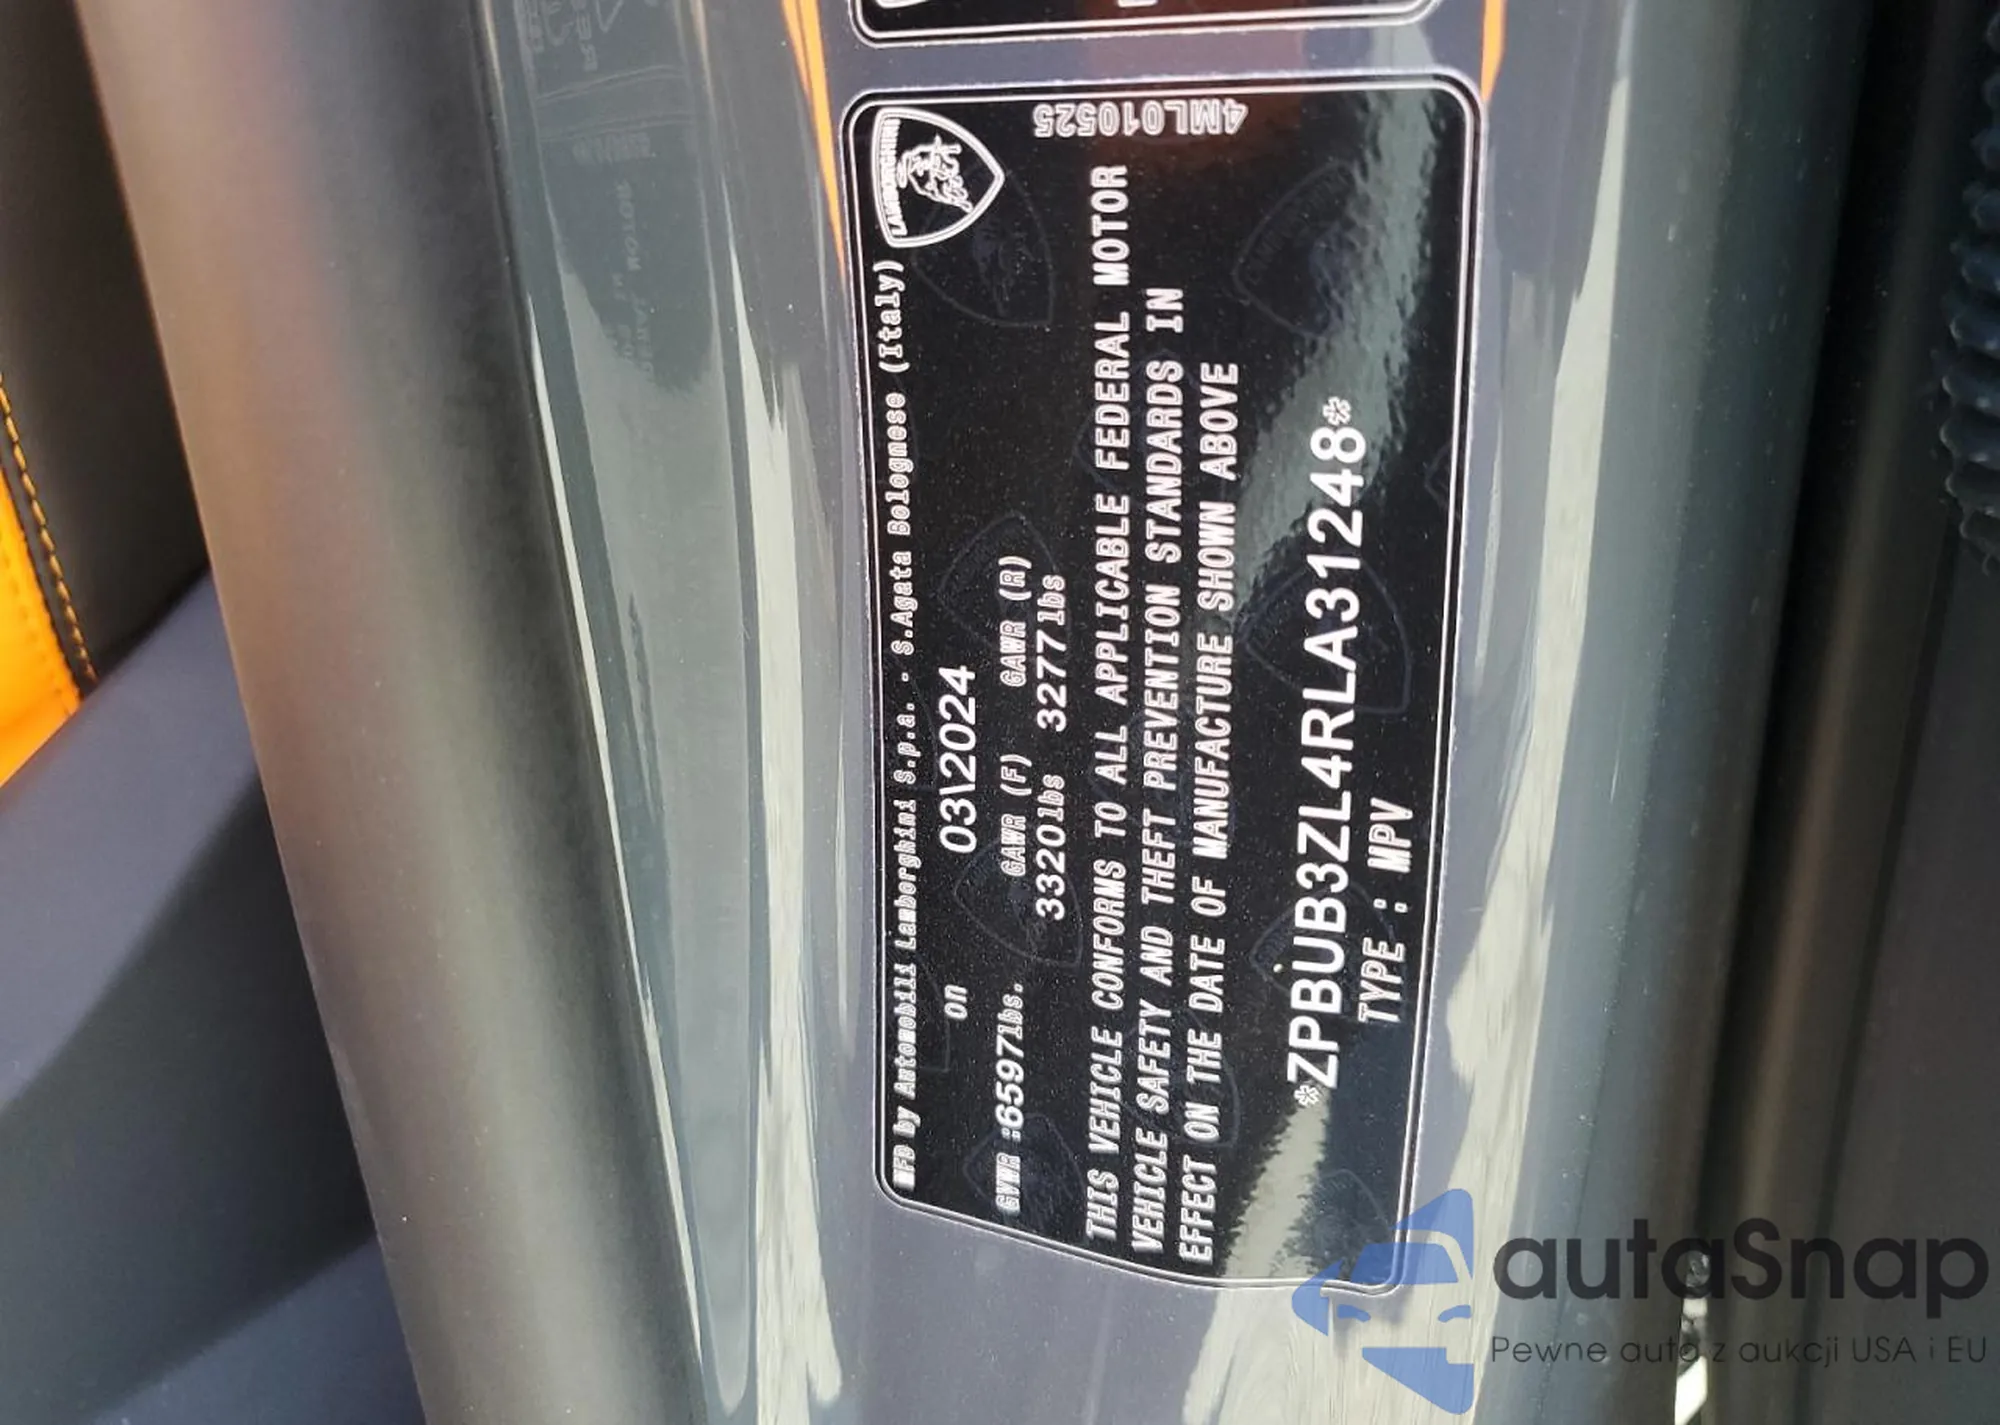 MFD by Automobili Lamborghini S.p.a. - S.Agata Bolognese (Italy)
LAMBORGHINI
on 03\2024
GVWR :6597lbs. GAWR (F) GAWR (R)
3320lbs 3277lbs
THIS VEHICLE CONFORMS TO ALL APPLICABLE FEDERAL MOTOR
VEHICLE SAFETY AND THEFT PREVENTION STANDARDS IN
EFFECT ON THE DATE OF MANUFACTURE SHOWN ABOVE
*ZPBUB3ZL4RLA31248*
TYPE : MPV
4ML010525
autaSnap
Pewne auta z aukcji USA i EU